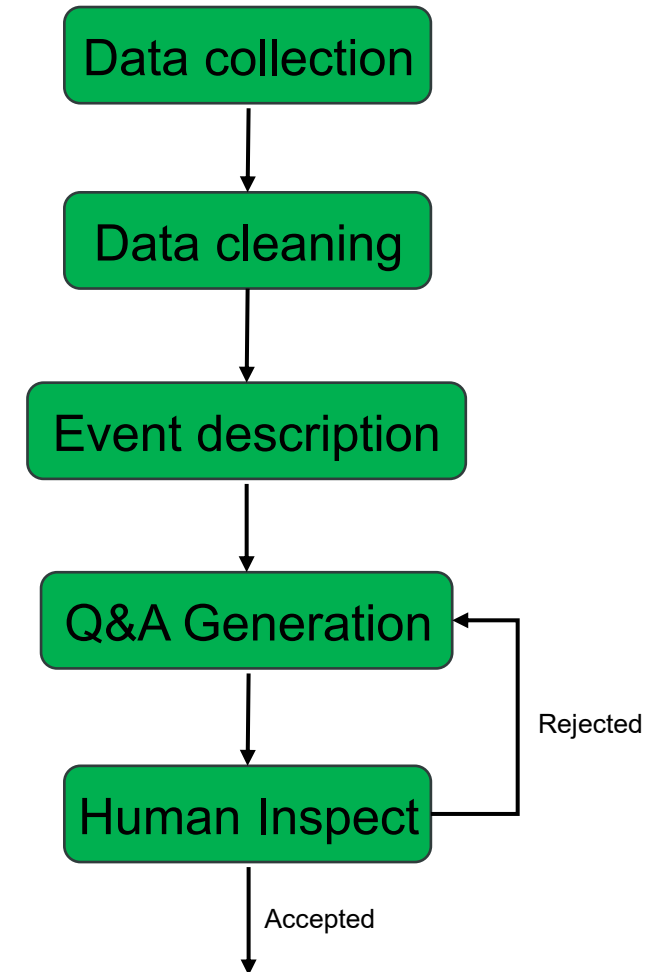 Data collection
Data cleaning
Event description
Q&A Generation
Rejected
Human Inspect
Accepted